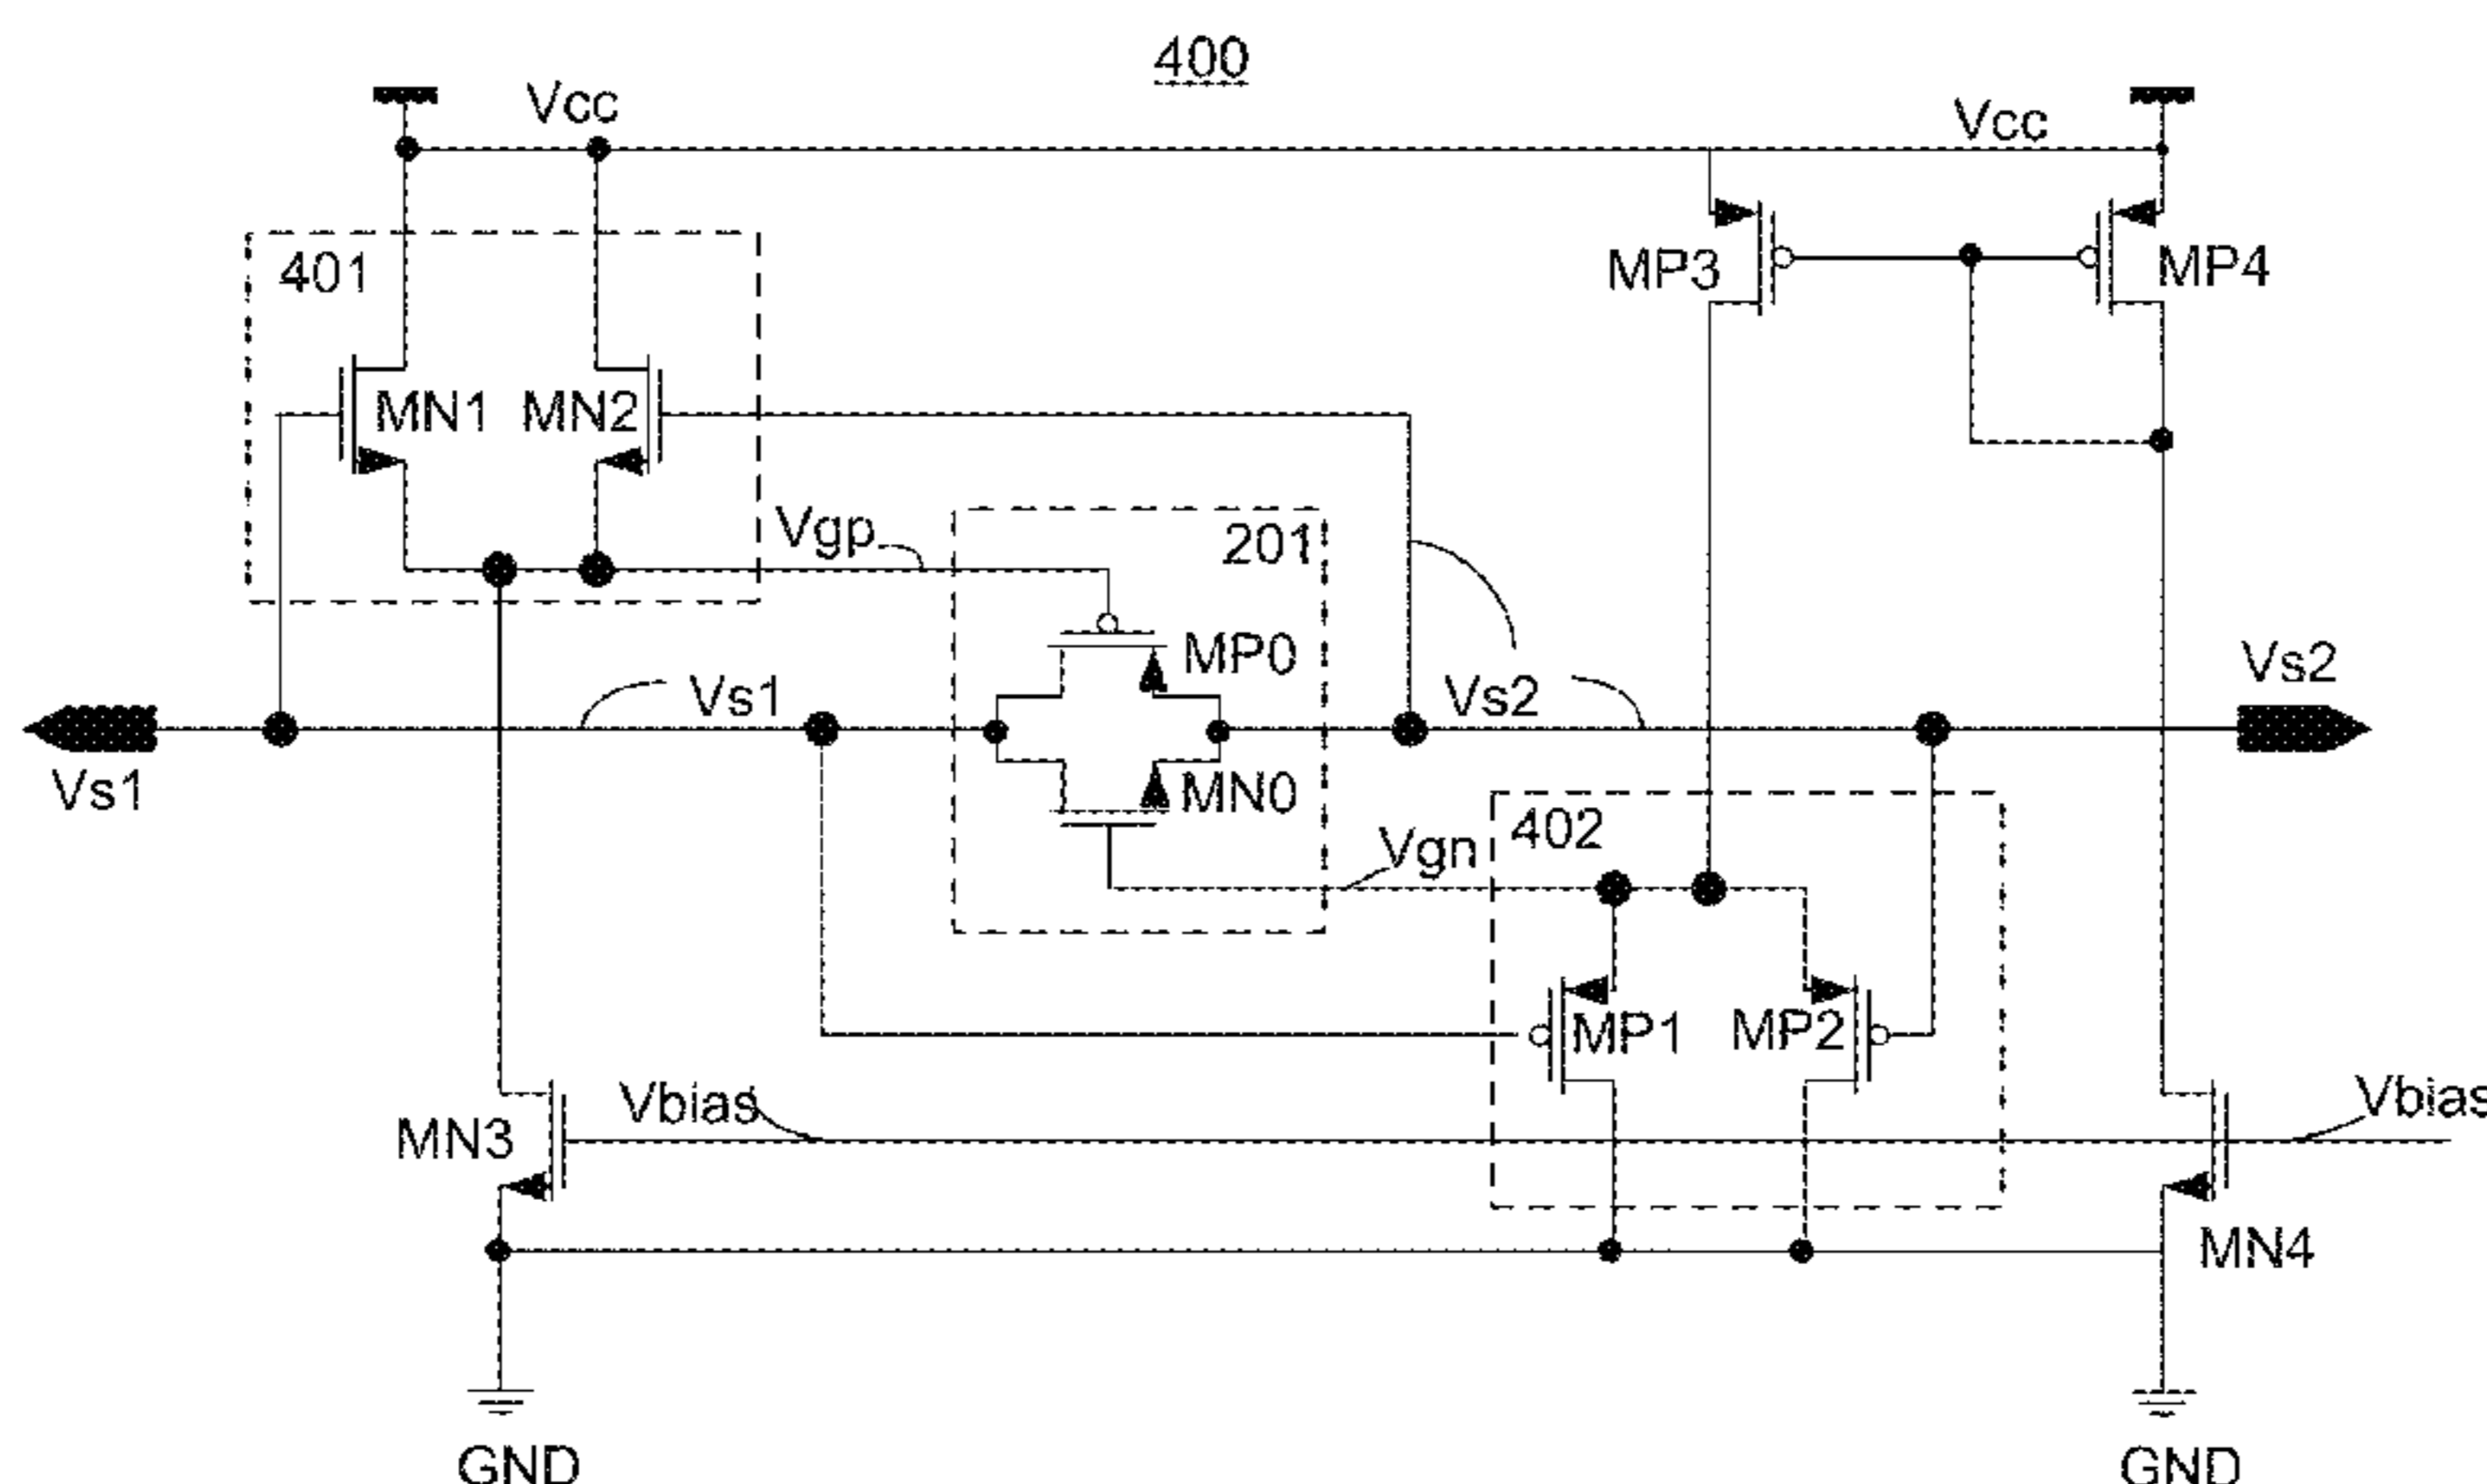 400
Vcc
Vcc
401
MP3
MP4
MN1
MN2
Vgp
201
MP0
Vs1
Vs2
Vs2
Vs1
MN0
402
Vgn
MP1
MP2
Vbias
Vbias
MN3
MN4
GND
GND